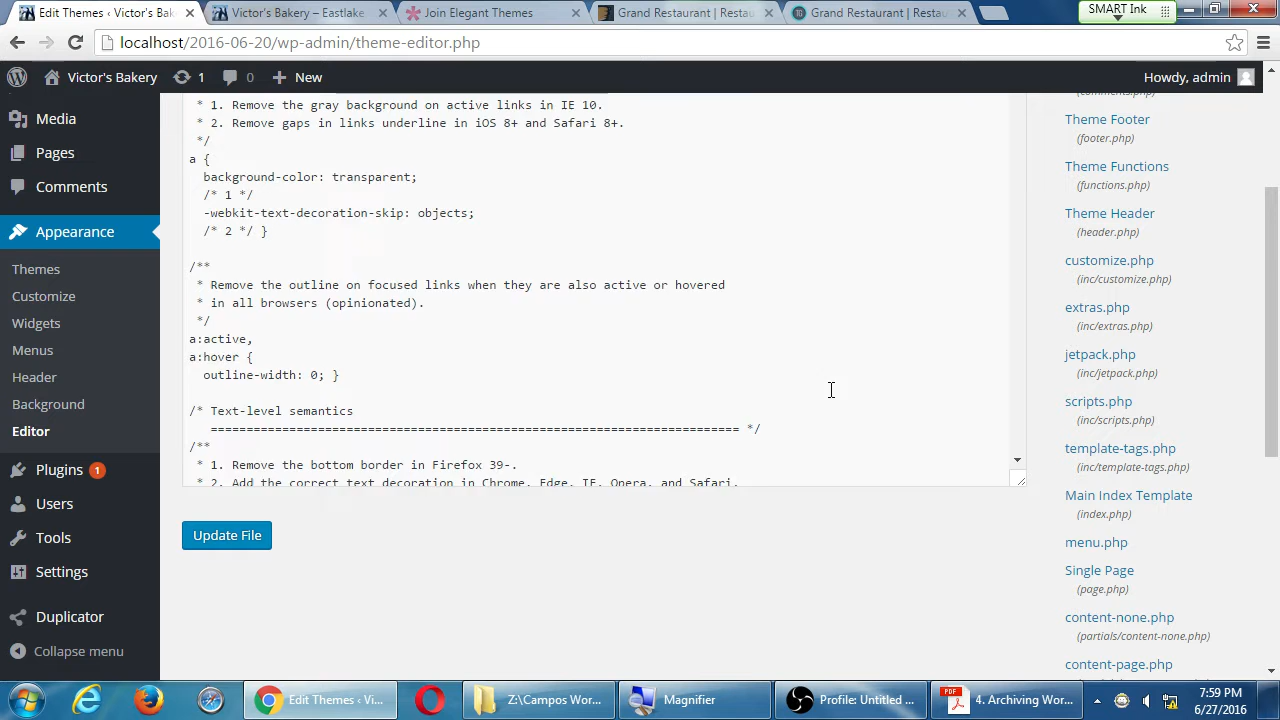 Edit Themes ‹ Victor's Ba
Victor's Bakery – Eastlake
Join Elegant Themes
Grand Restaurant | Restau
Grand Restaurant | Restau
SMART Ink
localhost/2016-06-20/wp-admin/theme-editor.php
Victor's Bakery
1
0
New
Howdy, admin
Media
Pages
Comments
Appearance
Themes
Customize
Widgets
Menus
Header
Background
Editor
Plugins 1
Users
Tools
Settings
Duplicator
Collapse menu
* 1. Remove the gray background on active links in IE 10.
* 2. Remove gaps in links underline in iOS 8+ and Safari 8+.
*/
a {
background-color: transparent;
/* 1 */
-webkit-text-decoration-skip: objects;
/* 2 */ }
/**
* Remove the outline on focused links when they are also active or hovered
* in all browsers (opinionated).
*/
a:active,
a:hover {
outline-width: 0; }
/* Text-level semantics
========================================================================== */
/**
* 1. Remove the bottom border in Firefox 39-.
* 2. Add the correct text decoration in Chrome, Edge, IE, Opera, and Safari.
Update File
(comments.php)
Theme Footer
(footer.php)
Theme Functions
(functions.php)
Theme Header
(header.php)
customize.php
(inc/customize.php)
extras.php
(inc/extras.php)
jetpack.php
(inc/jetpack.php)
scripts.php
(inc/scripts.php)
template-tags.php
(inc/template-tags.php)
Main Index Template
(index.php)
menu.php
Single Page
(page.php)
content-none.php
(partials/content-none.php)
content-page.php
Edit Themes ‹ Vi...
Z:\Campos Wor...
Magnifier
Profile: Untitled ...
4. Archiving Wor...
7:59 PM
6/27/2016